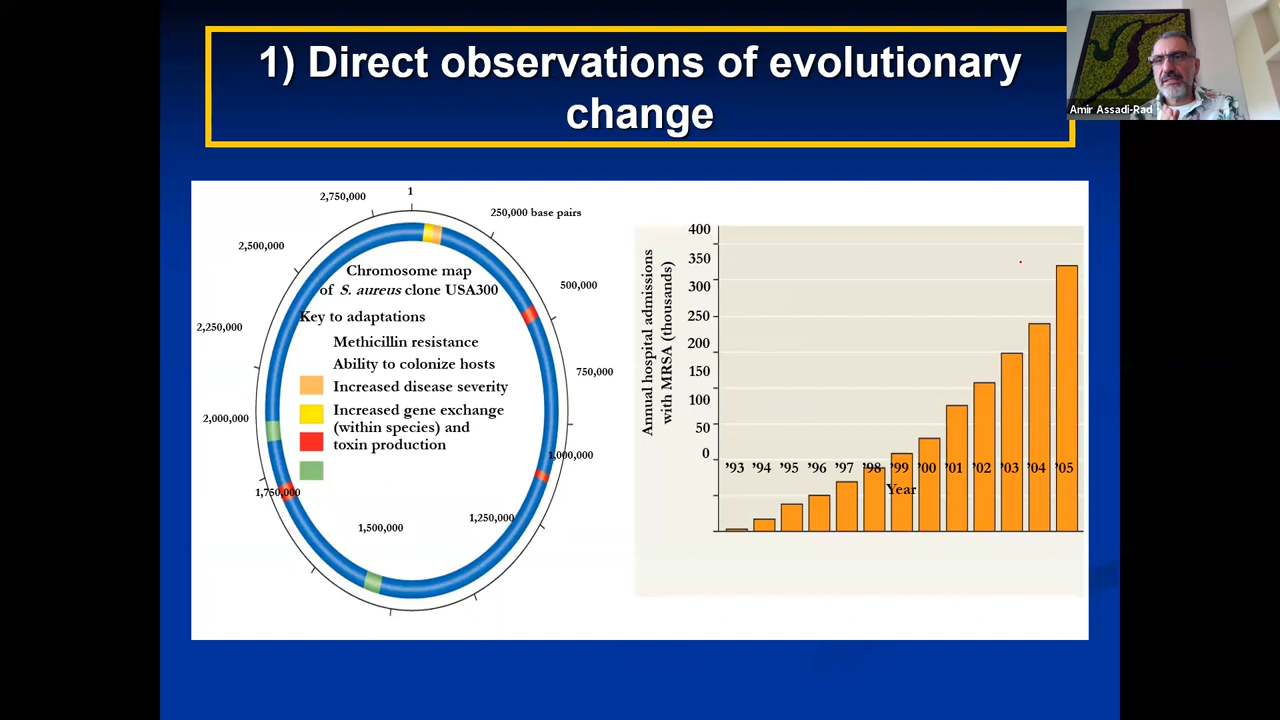 1) Direct observations of evolutionary
change
Amir Assadi-Rad
1
2,750,000
250,000 base pairs
2,500,000
Chromosome map
of S. aureus clone USA300
500,000
Key to adaptations
2,250,000
Methicillin resistance
Ability to colonize hosts
750,000
Increased disease severity
Increased gene exchange
2,000,000
(within species) and
toxin production
1,000,000
1,750,000
1,250,000
1,500,000
Annual hospital admissions
with MRSA (thousands)
400
350
300
250
200
150
100
50
0
'93 '94 '95 '96 '97 '98 '99 '00 '01 '02 '03 '04 '05
Year